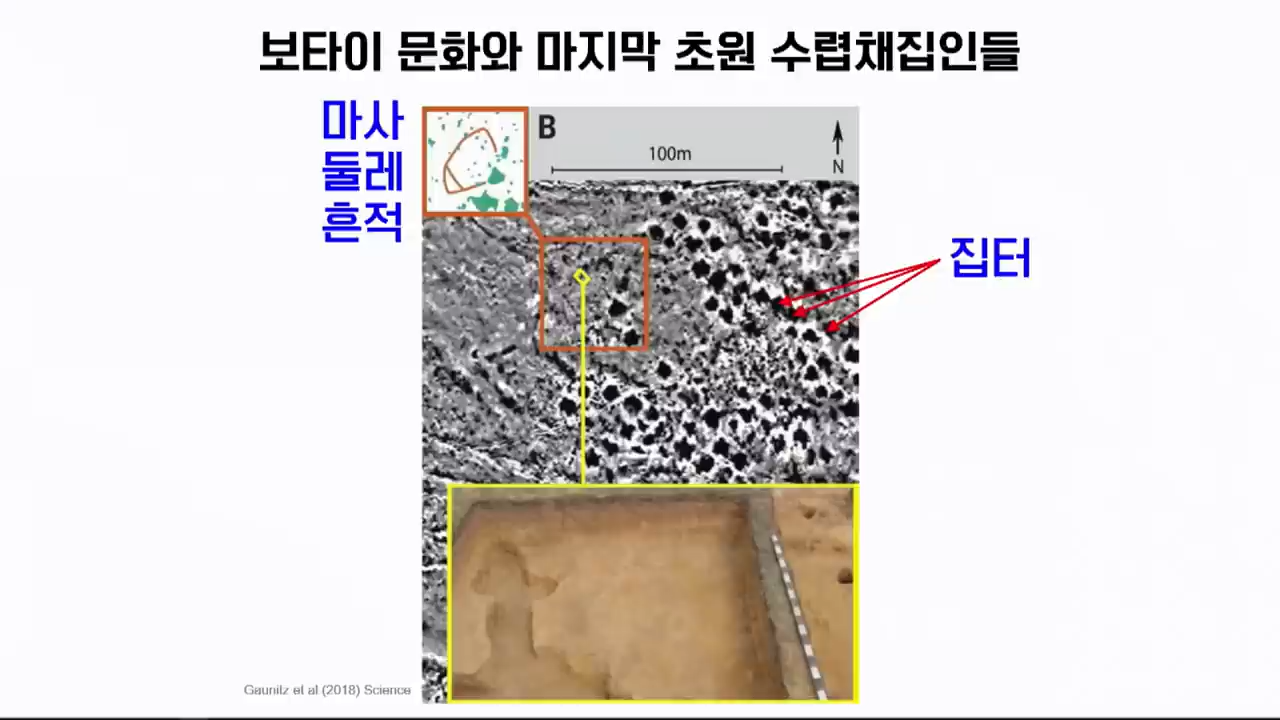 보타이 문화와 마지막 초원 수렵채집인들
마사
둘레
흔적
B
100m
N
집터
Gaunitz et al (2018) Science